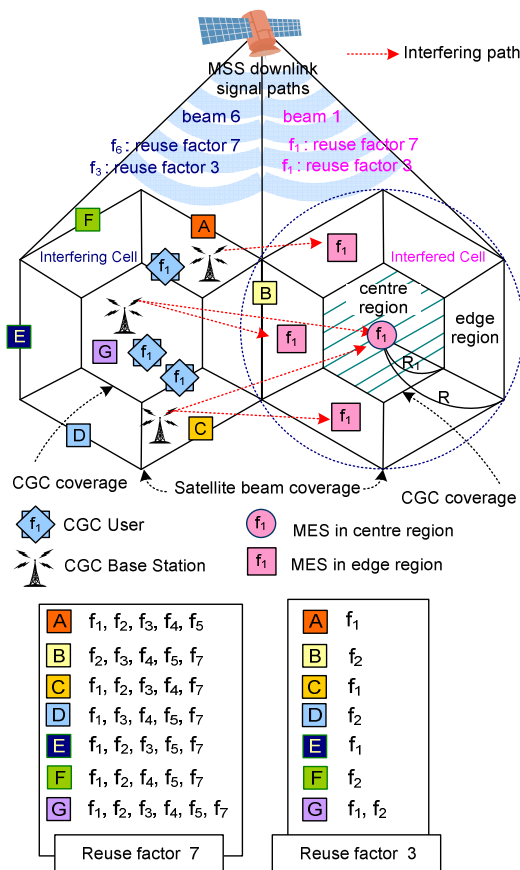 Interfering path
MSS downlink
signal paths
beam 6
beam 1
f₆ : reuse factor 7
f₁ : reuse factor 7
f₃ : reuse factor 3
f₁ : reuse factor 3
F
A
f₁
Interfering Cell
Interfered Cell
f₁
B
centre
region
E
G
f₁
f₁
f₁
edge
region
f₁
R₁
R
D
C
f₁
CGC coverage
Satellite beam coverage
CGC coverage
f₁ CGC User
f₁ MES in centre region
CGC Base Station
f₁ MES in edge region
A f₁, f₂, f₃, f₄, f₅
B f₂, f₃, f₄, f₅, f₇
C f₁, f₂, f₃, f₄, f₇
D f₁, f₃, f₄, f₅, f₇
E f₁, f₂, f₃, f₅, f₇
F f₁, f₂, f₄, f₅, f₇
G f₁, f₂, f₃, f₄, f₅, f₇
Reuse factor 7
A f₁
B f₂
C f₁
D f₂
E f₁
F f₂
G f₁, f₂
Reuse factor 3